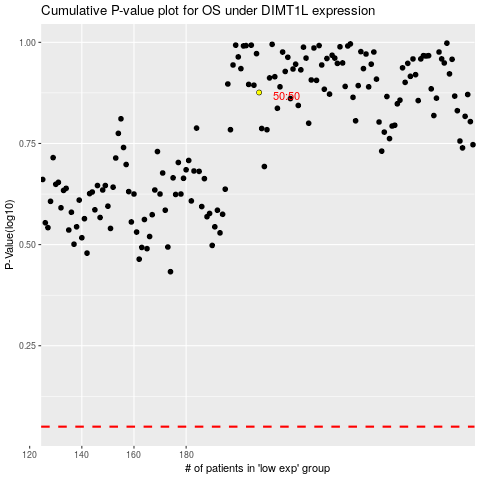 Cumulative P-value plot for OS under DIMT1L expression
P-Value(log10)
1.00
0.75
0.50
0.25
50:50
120 140 160 180
# of patients in 'low exp' group